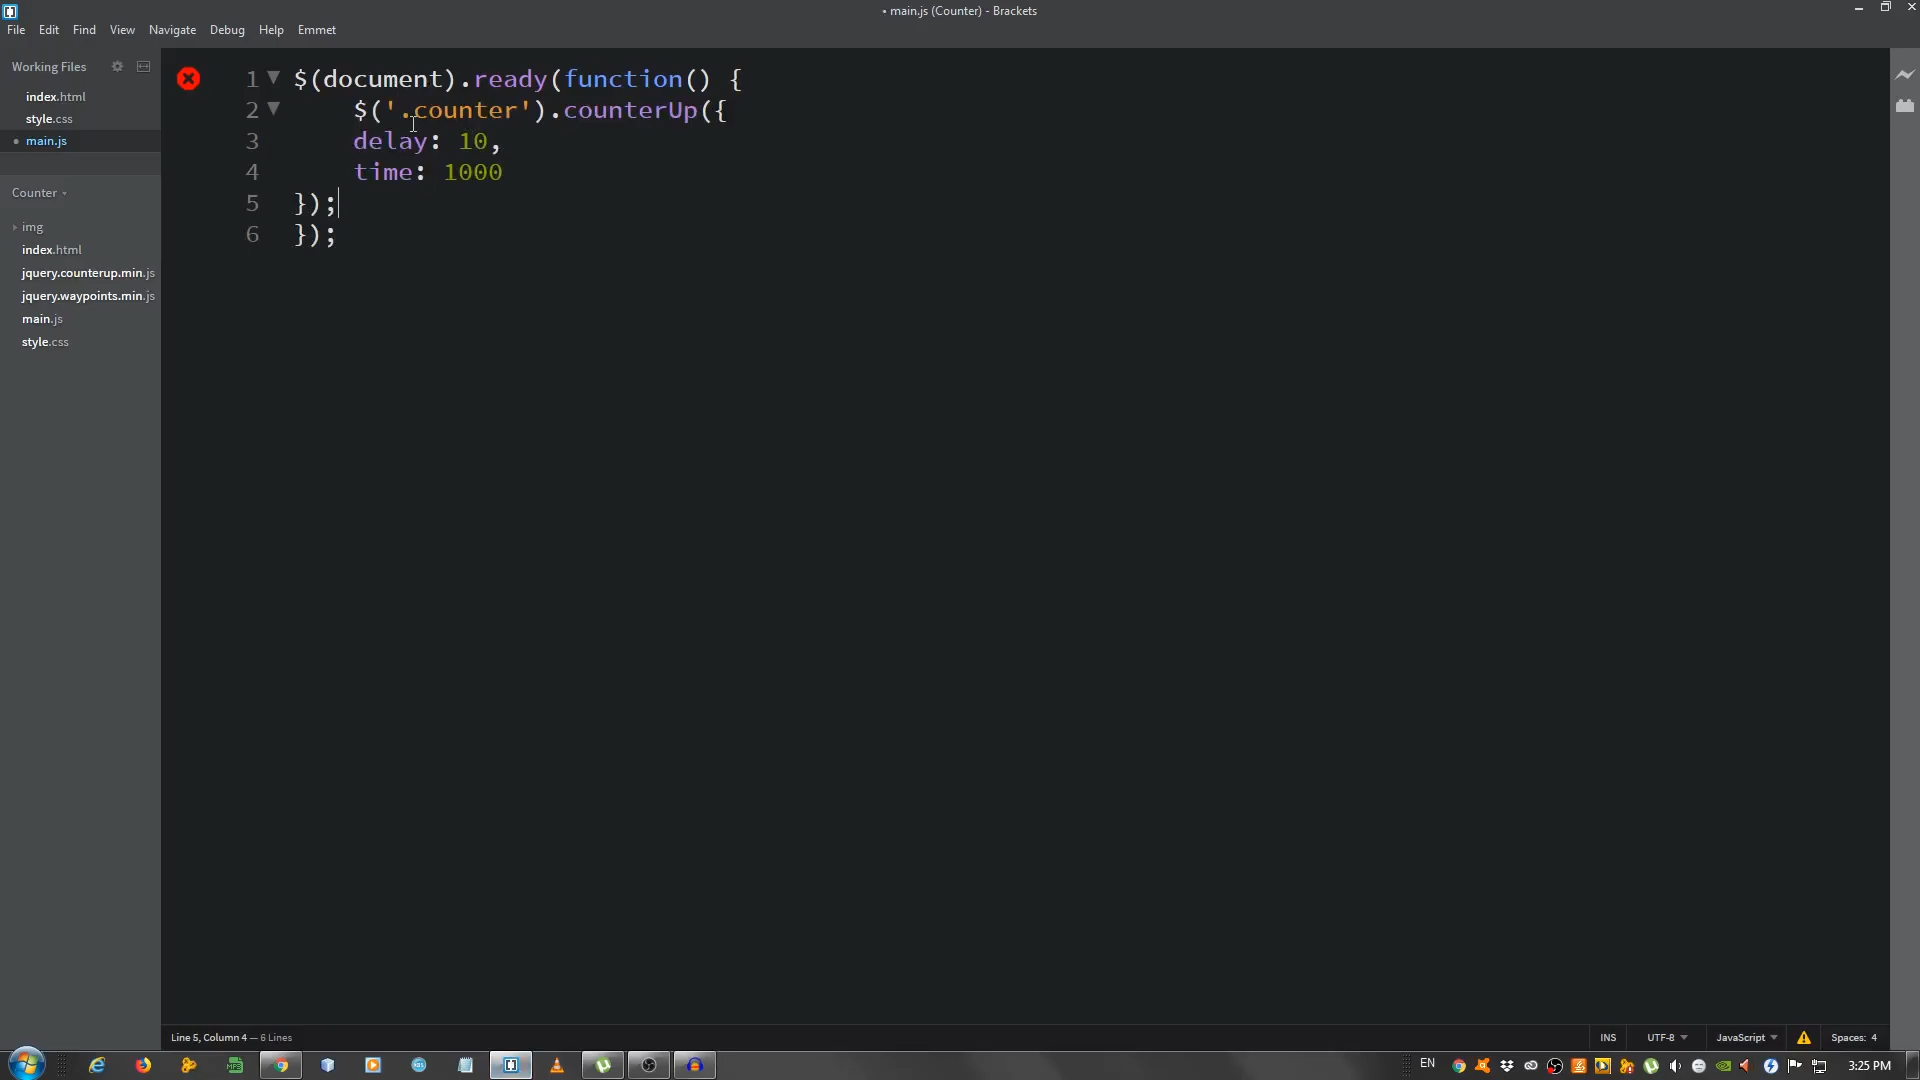 • main.js (Counter) - Brackets
File Edit Find View Navigate Debug Help Emmet
Working Files
index.html
style.css
• main.js
Counter
img
index.html
jquery.counterup.min.js
jquery.waypoints.min.js
main.js
style.css
1 $(document).ready(function() {
2 $('.counter').counterUp({
3 delay: 10,
4 time: 1000
5 });
6 });
Line 5, Column 4 — 6 Lines
INS UTF-8 JavaScript Spaces: 4
EN 3:25 PM